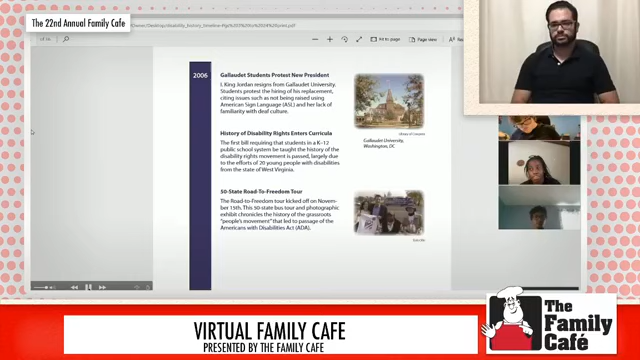 The 22nd Annual Family Cafe
Fit to page
Page view
2006
Gallaudet Students Protest New President
I. King Jordan resigns from Gallaudet University.
Students protest the hiring of his replacement,
citing issues such as not being raised using
American Sign Language (ASL) and her lack of
familiarity with deaf culture.
Gallaudet University,
Washington, DC
History of Disability Rights Enters Curricula
The first bill requiring that students in a K-12
public school system be taught the history of the
disability rights movement is passed, largely due
to the efforts of 20 young people with disabilities
from the state of West Virginia.
50-State Road-To-Freedom Tour
The Road-to-Freedom tour kicked off on Novem-
ber 15th. This 50-state bus tour and photographic
exhibit chronicles the history of the grassroots
"people's movement" that led to passage of the
Americans with Disabilities Act (ADA).
VIRTUAL FAMILY CAFE
PRESENTED BY THE FAMILY CAFE
The
Family
Café